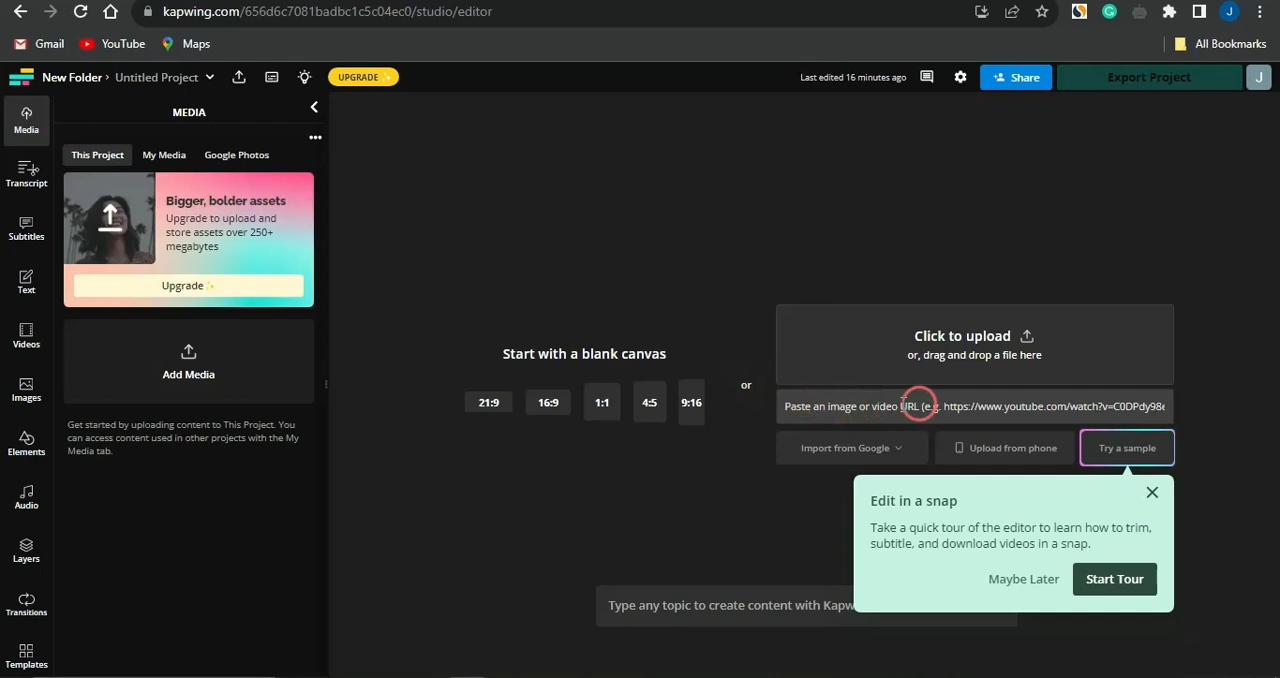 kapwing.com/656d6c7081badbc1c5c04ec0/studio/editor
J
Gmail
YouTube
Maps
All Bookmarks
New Folder › Untitled Project
UPGRADE
Last edited 16 minutes ago
Share
Export Project
J
Media
Transcript
Subtitles
Text
Videos
Images
Elements
Audio
Layers
Transitions
Templates
MEDIA
This Project
My Media
Google Photos
Bigger, bolder assets
Upgrade to upload and
store assets over 250+
megabytes
Upgrade
Add Media
Get started by uploading content to This Project. You
can access content used in other projects with the My
Media tab.
Start with a blank canvas
21:9
16:9
1:1
4:5
9:16
or
Click to upload
or, drag and drop a file here
Paste an image or video URL (e.g. https://www.youtube.com/watch?v=C0DPdy98e
Import from Google
Upload from phone
Try a sample
Edit in a snap
Take a quick tour of the editor to learn how to trim,
subtitle, and download videos in a snap.
Maybe Later
Start Tour
Type any topic to create content with Kapw